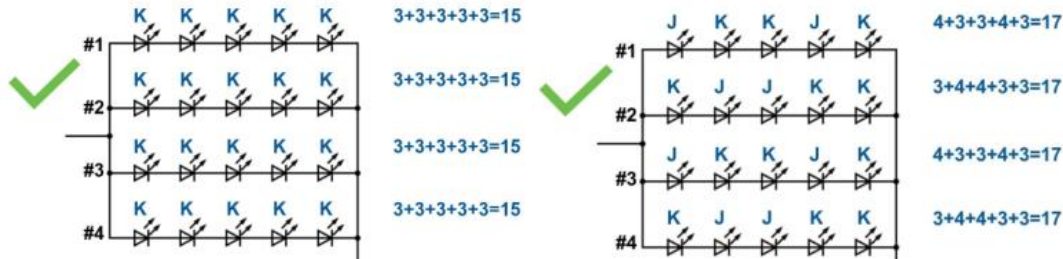 K K K K K 3+3+3+3+3=15
#1
K K K K K 3+3+3+3+3=15
#2
K K K K K 3+3+3+3+3=15
#3
K K K K K 3+3+3+3+3=15
#4
J K K J K 4+3+3+4+3=17
#1
K J J K K 3+4+4+3+3=17
#2
J K K J K 4+3+3+4+3=17
#3
K J J K K 3+4+4+3+3=17
#4